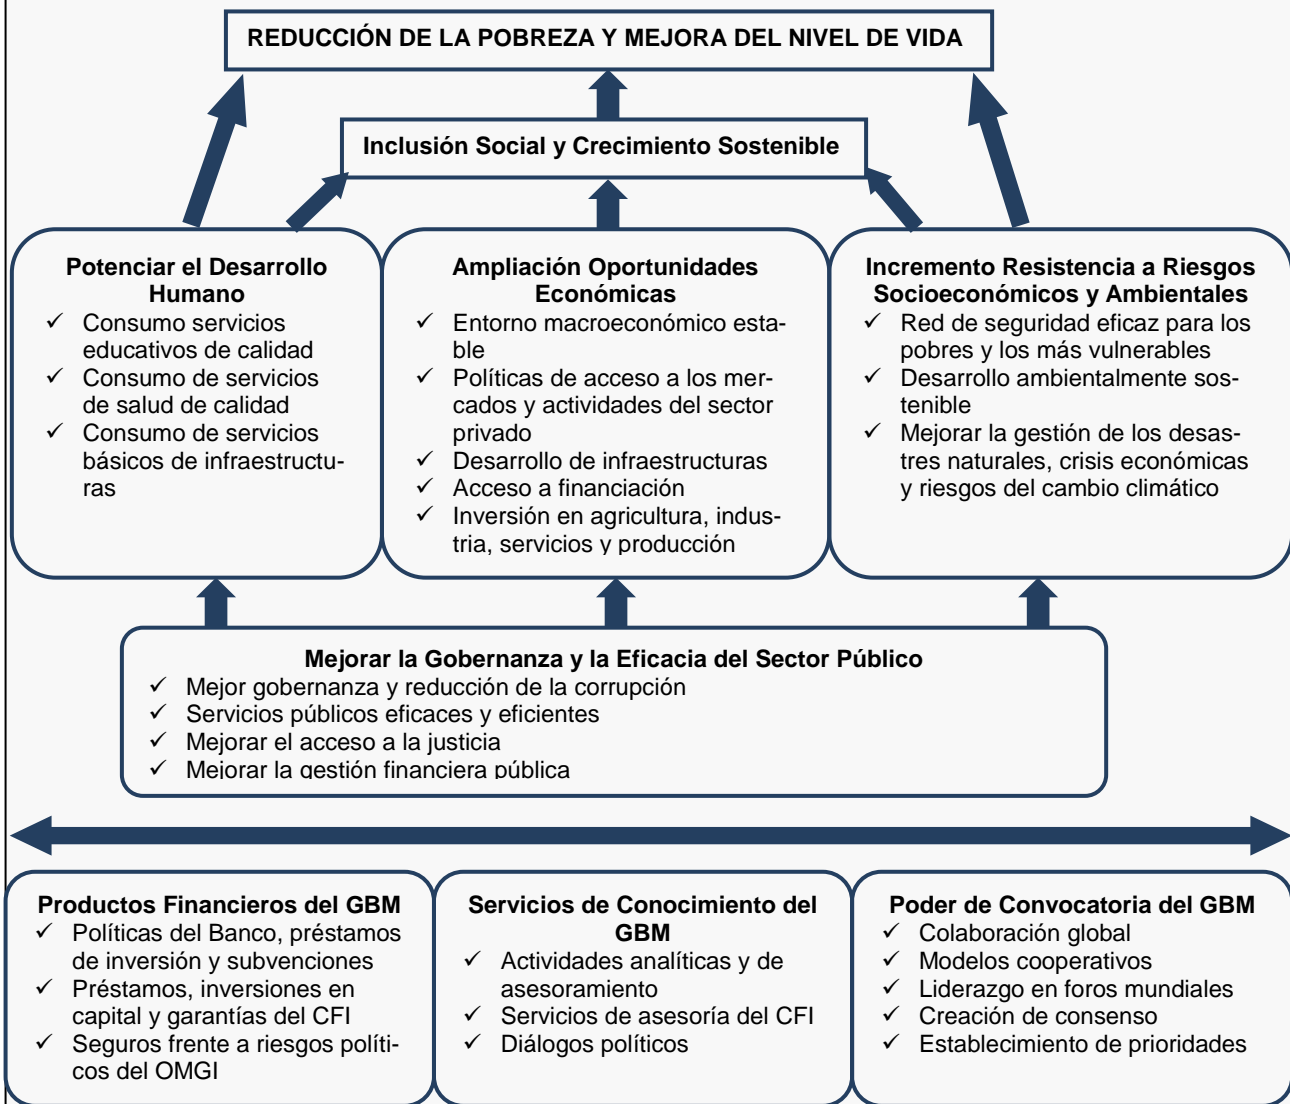 REDUCCIÓN DE LA POBREZA Y MEJORA DEL NIVEL DE VIDA
Inclusión Social y Crecimiento Sostenible
Potenciar el Desarrollo
Humano
✓ Consumo servicios
educativos de calidad
✓ Consumo de servicios
de salud de calidad
✓ Consumo de servicios
básicos de infraestructu-
ras
Ampliación Oportunidades
Económicas
✓ Entorno macroeconómico esta-
ble
✓ Políticas de acceso a los mer-
cados y actividades del sector
privado
✓ Desarrollo de infraestructuras
✓ Acceso a financiación
✓ Inversión en agricultura, indus-
tria, servicios y producción
Incremento Resistencia a Riesgos
Socioeconómicos y Ambientales
✓ Red de seguridad eficaz para los
pobres y los más vulnerables
✓ Desarrollo ambientalmente sos-
tenible
✓ Mejorar la gestión de los desas-
tres naturales, crisis económicas
y riesgos del cambio climático
Mejorar la Gobernanza y la Eficacia del Sector Público
✓ Mejor gobernanza y reducción de la corrupción
✓ Servicios públicos eficaces y eficientes
✓ Mejorar el acceso a la justicia
✓ Mejorar la gestión financiera pública
Productos Financieros del GBM
✓ Políticas del Banco, préstamos
de inversión y subvenciones
✓ Préstamos, inversiones en
capital y garantías del CFI
✓ Seguros frente a riesgos políti-
cos del OMGI
Servicios de Conocimiento del
GBM
✓ Actividades analíticas y de
asesoramiento
✓ Servicios de asesoría del CFI
✓ Diálogos políticos
Poder de Convocatoria del GBM
✓ Colaboración global
✓ Modelos cooperativos
✓ Liderazgo en foros mundiales
✓ Creación de consenso
✓ Establecimiento de prioridades